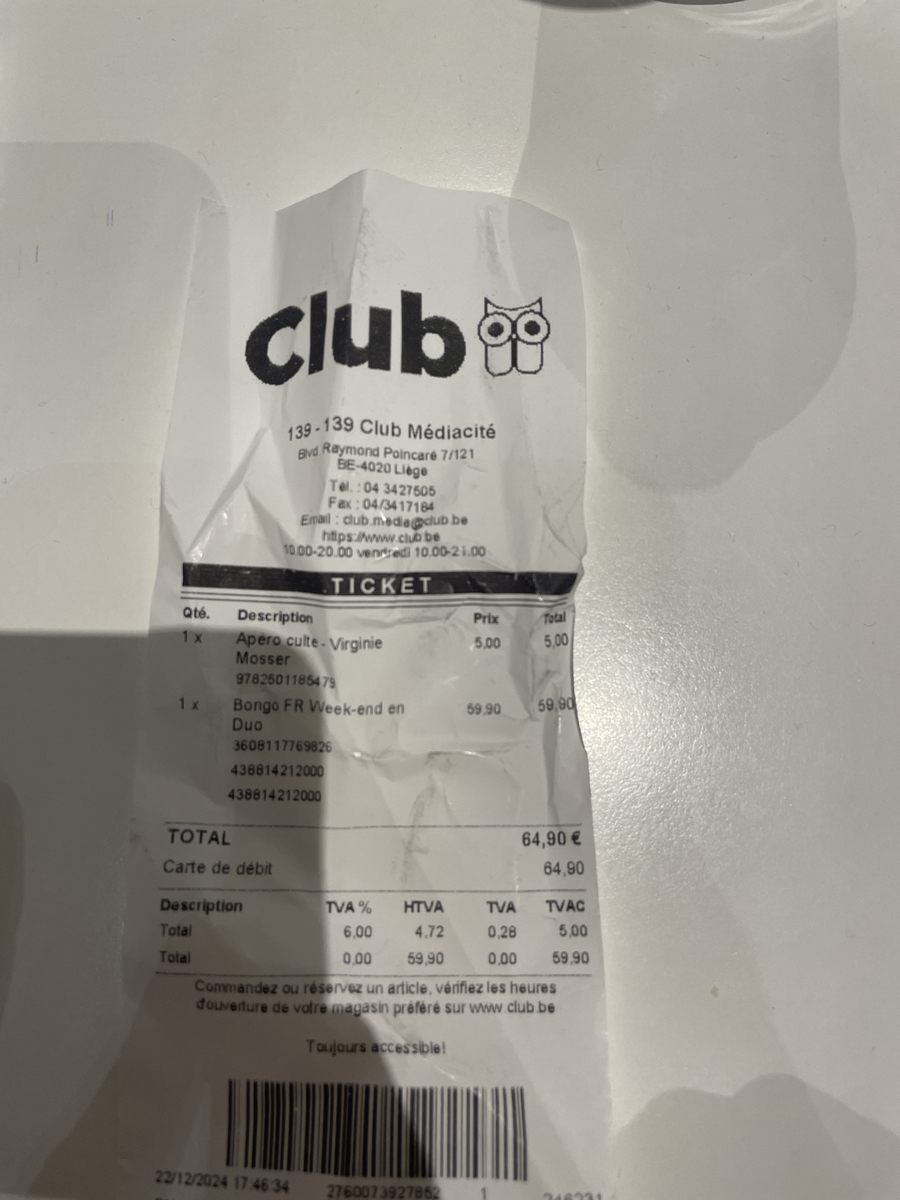 club
139 - 139 Club Médiacité
Blvd Raymond Poincaré 7/121
BE-4020 Liège
Tél. : 04 3427505
Fax : 04/3417184
Email : club.media@club.be
https://www.club.be
10.00-20.00 vendredi 10.00-21.00
TICKET
Qté. Description Prix Total
1 x Apero culte - Virginie 5,00 5,00
Mosser
9782501185479
1 x Bongo FR Week-end en 59,90 59,90
Duo
3608117769826
438814212000
438814212000
TOTAL 64,90 €
Carte de débit 64,90
Description TVA % HTVA TVA TVAC
Total 6,00 4,72 0,28 5,00
Total 0,00 59,90 0,00 59,90
Commandez ou réservez un article, vérifiez les heures
d'ouverture de votre magasin préféré sur www.club.be
Toujours accessible!
22/12/2024 17:46:34 2760073927852 1